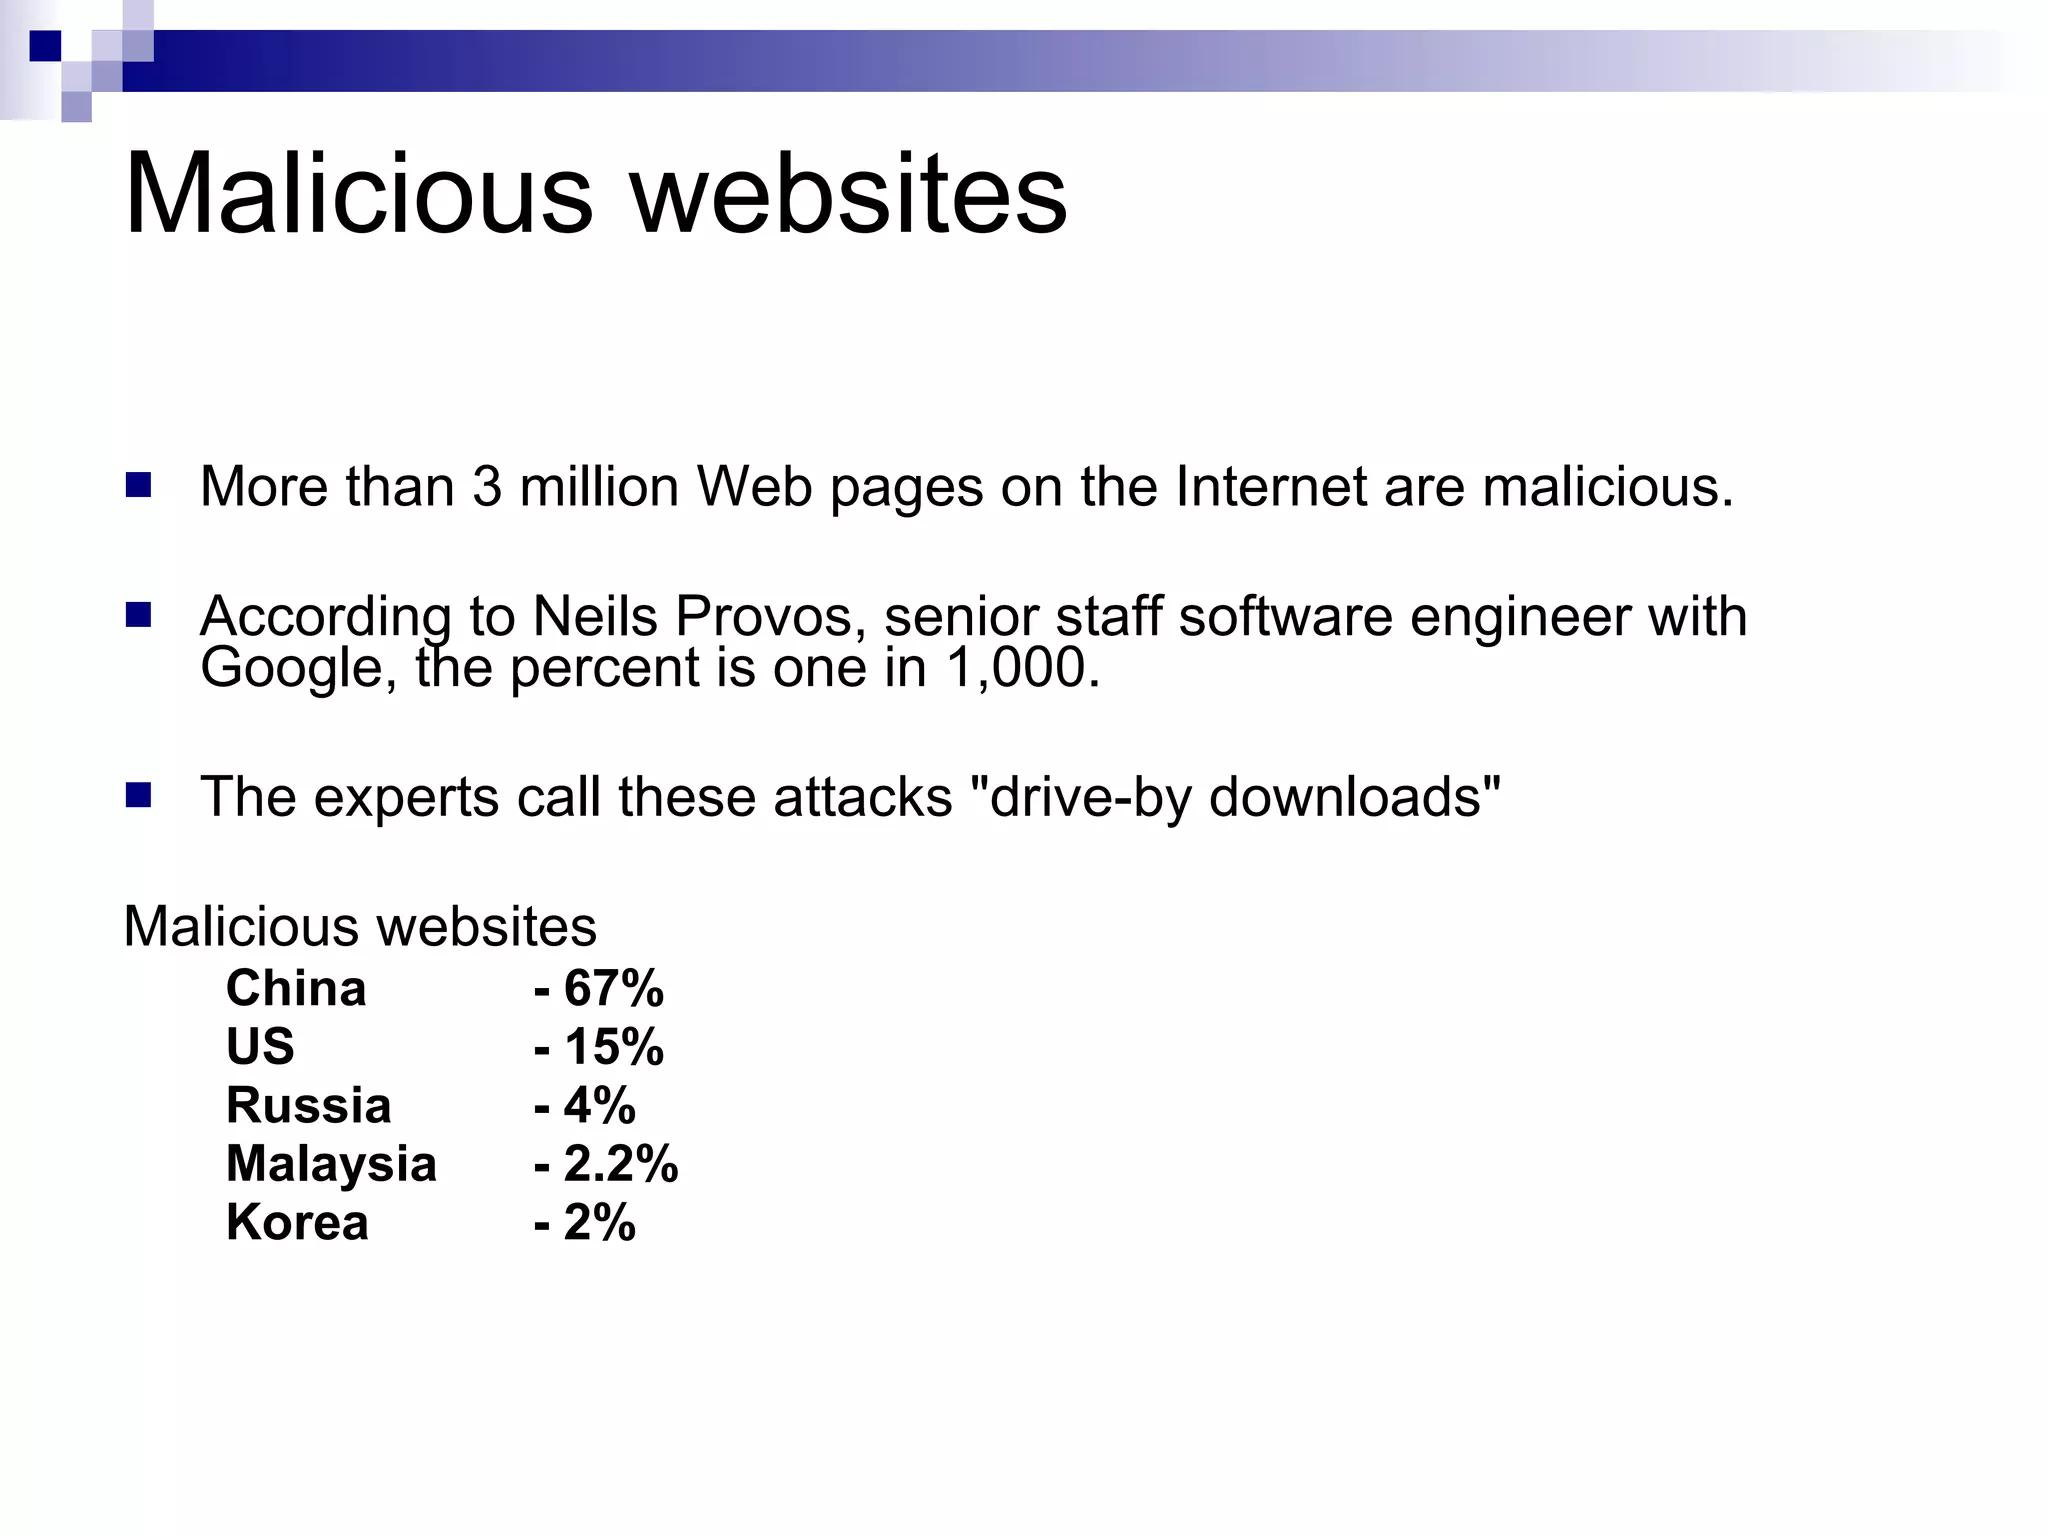 Malicious websites
More than 3 million Web pages on the Internet are malicious.
According to Neils Provos, senior staff software engineer with
Google, the percent is one in 1,000.
The experts call these attacks "drive-by downloads"
Malicious websites
China - 67%
US - 15%
Russia - 4%
Malaysia - 2.2%
Korea - 2%